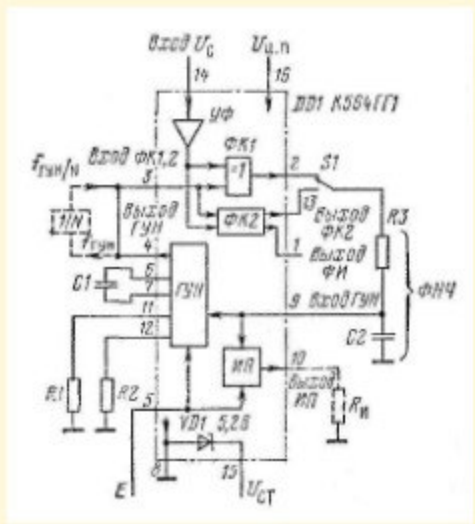 Вход Uс
Uи.п
14
16
DD1 К564ГГ1
УФ
Вход ФК1,2
ФК1
fГУН/N
3
=1
2
S1
1/N
Выход ГУН
ФК2
13
Выход ФК2
R3
fГУН
4
1
Выход ФИ
C1
6
7
ГУН
9
Вход ГУН
ФНЧ
11
12
C2
ИП
10
Выход ИП
R1
R2
5
VD1 5,2В
Rи
8
15
E
Uст